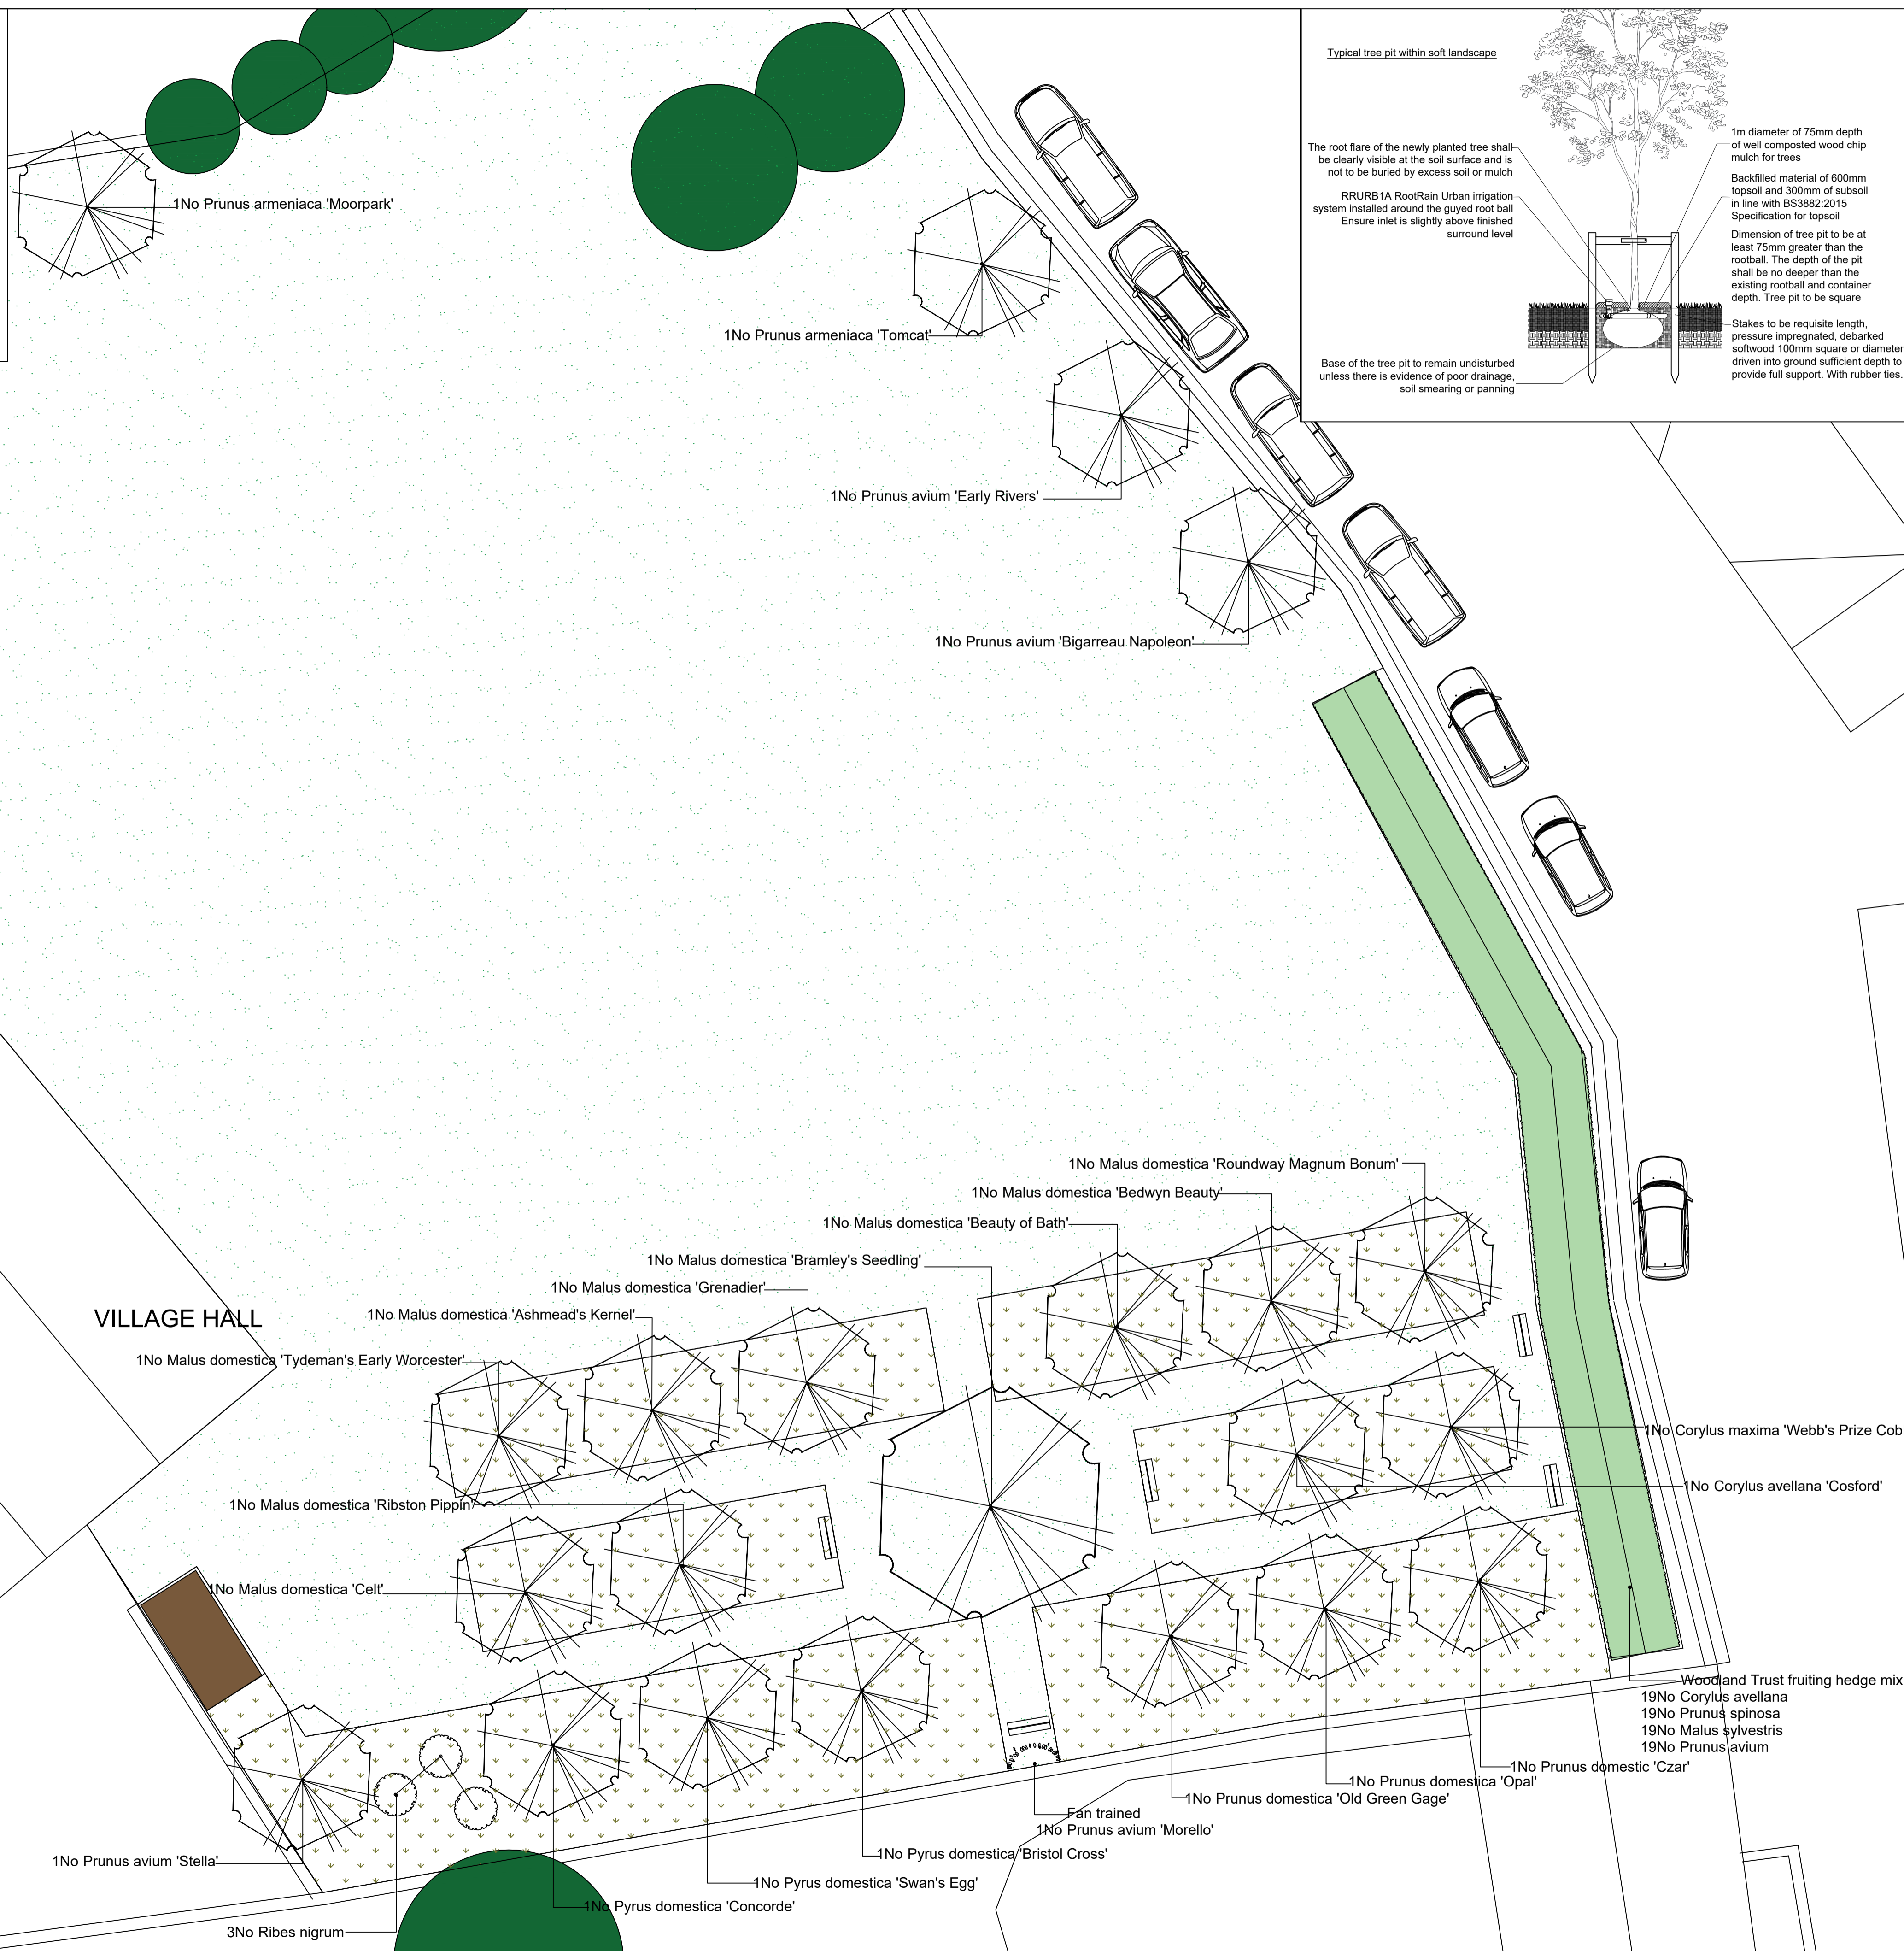 Typical tree pit within soft landscape
The root flare of the newly planted tree shall
be clearly visible at the soil surface and is
not to be buried by excess soil or mulch
RRURB1A RootRain Urban irrigation
system installed around the guyed root ball
Ensure inlet is slightly above finished
surround level
Base of the tree pit to remain undisturbed
unless there is evidence of poor drainage,
soil smearing or panning
1m diameter of 75mm depth
of well composted wood chip
mulch for trees
Backfilled material of 600mm
topsoil and 300mm of subsoil
in line with BS3882:2015
Specification for topsoil
Dimension of tree pit to be at
least 75mm greater than the
rootball. The depth of the pit
shall be no deeper than the
existing rootball and container
depth. Tree pit to be square
Stakes to be requisite length,
pressure impregnated, debarked
softwood 100mm square or diameter
driven into ground sufficient depth to
provide full support. With rubber ties.
1No Prunus armeniaca 'Moorpark'
1No Prunus armeniaca 'Tomcat'
1No Prunus avium 'Early Rivers'
1No Prunus avium 'Bigarreau Napoleon'
1No Malus domestica 'Roundway Magnum Bonum'
1No Malus domestica 'Bedwyn Beauty'
1No Malus domestica 'Beauty of Bath'
1No Malus domestica 'Bramley's Seedling'
1No Malus domestica 'Grenadier'
1No Malus domestica 'Ashmead's Kernel'
VILLAGE HALL
1No Malus domestica 'Tydeman's Early Worcester'
1No Corylus maxima 'Webb's Prize Cob
1No Corylus avellana 'Cosford'
1No Malus domestica 'Ribston Pippin'
1No Malus domestica 'Celt'
Woodland Trust fruiting hedge mix
19No Corylus avellana
19No Prunus spinosa
19No Malus sylvestris
19No Prunus avium
1No Prunus domestic 'Czar'
1No Prunus domestica 'Opal'
1No Prunus domestica 'Old Green Gage'
Fan trained
1No Prunus avium 'Morello'
1No Pyrus domestica 'Bristol Cross'
1No Prunus avium 'Stella'
1No Pyrus domestica 'Swan's Egg'
1No Pyrus domestica 'Concorde'
3No Ribes nigrum